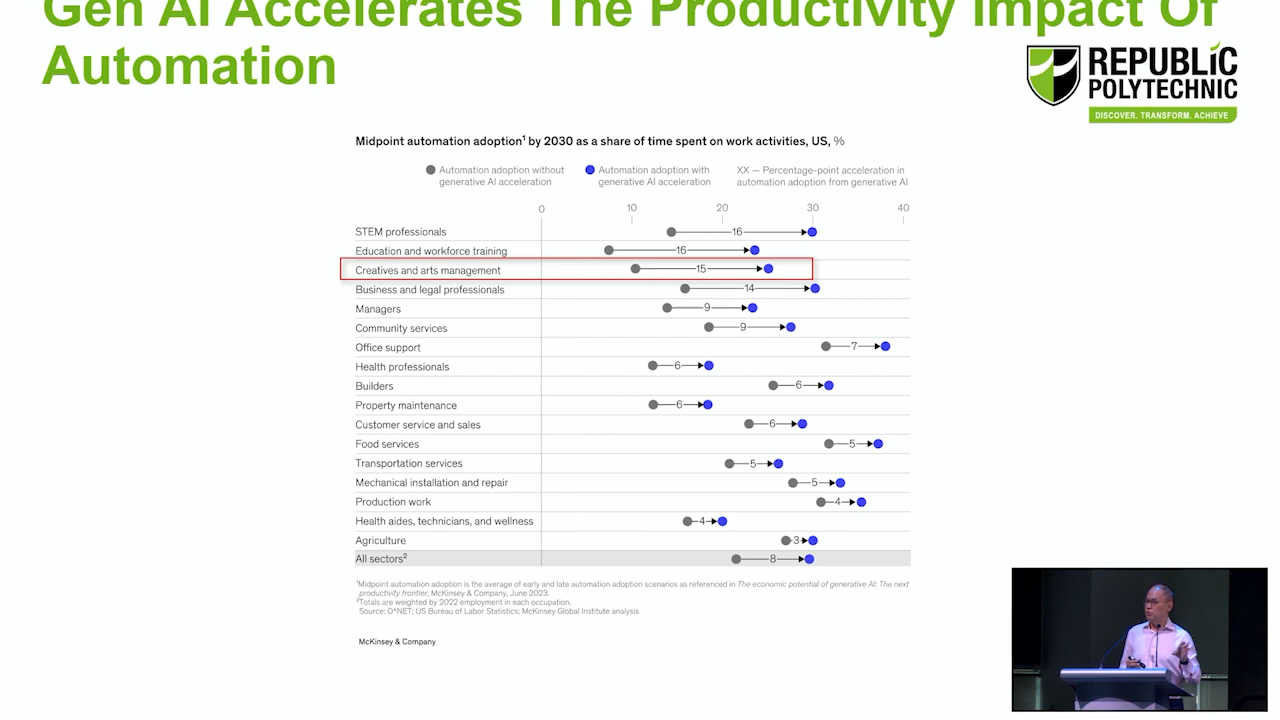 Gen AI Accelerates The Productivity Impact Of
Automation
REPUBLIC
POLYTECHNIC
DISCOVER. TRANSFORM. ACHIEVE
Midpoint automation adoption¹ by 2030 as a share of time spent on work activities, US, %
Automation adoption without
generative AI acceleration
Automation adoption with
generative AI acceleration
XX — Percentage-point acceleration in
automation adoption from generative AI
0 10 20 30 40
STEM professionals 16
Education and workforce training 16
Creatives and arts management 15
Business and legal professionals 14
Managers 9
Community services 9
Office support 7
Health professionals 6
Builders 6
Property maintenance 6
Customer service and sales 6
Food services 5
Transportation services 5
Mechanical installation and repair 5
Production work 4
Health aides, technicians, and wellness 4
Agriculture 3
All sectors² 8
¹Midpoint automation adoption is the average of early and late automation adoption scenarios as referenced in The economic potential of generative AI: The next
productivity frontier, McKinsey & Company, June 2023.
²Totals are weighted by 2022 employment in each occupation.
Source: O*NET; US Bureau of Labor Statistics; McKinsey Global Institute analysis
McKinsey & Company